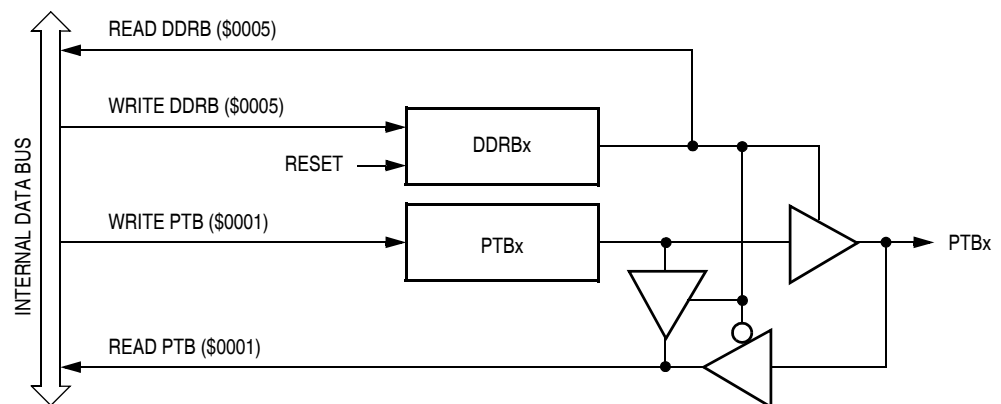 READ DDRB ($0005)
WRITE DDRB ($0005)
DDRBx
RESET
INTERNAL DATA BUS
WRITE PTB ($0001)
PTBx
PTBx
READ PTB ($0001)